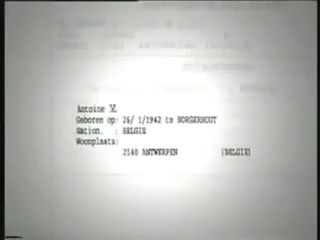 Antoine V.
Geboren op: 26/ 1/1942 te BORGERHOUT
Nation. : BELGIE
Woonplaats:
2140 ANTWERPEN (BELGIE)